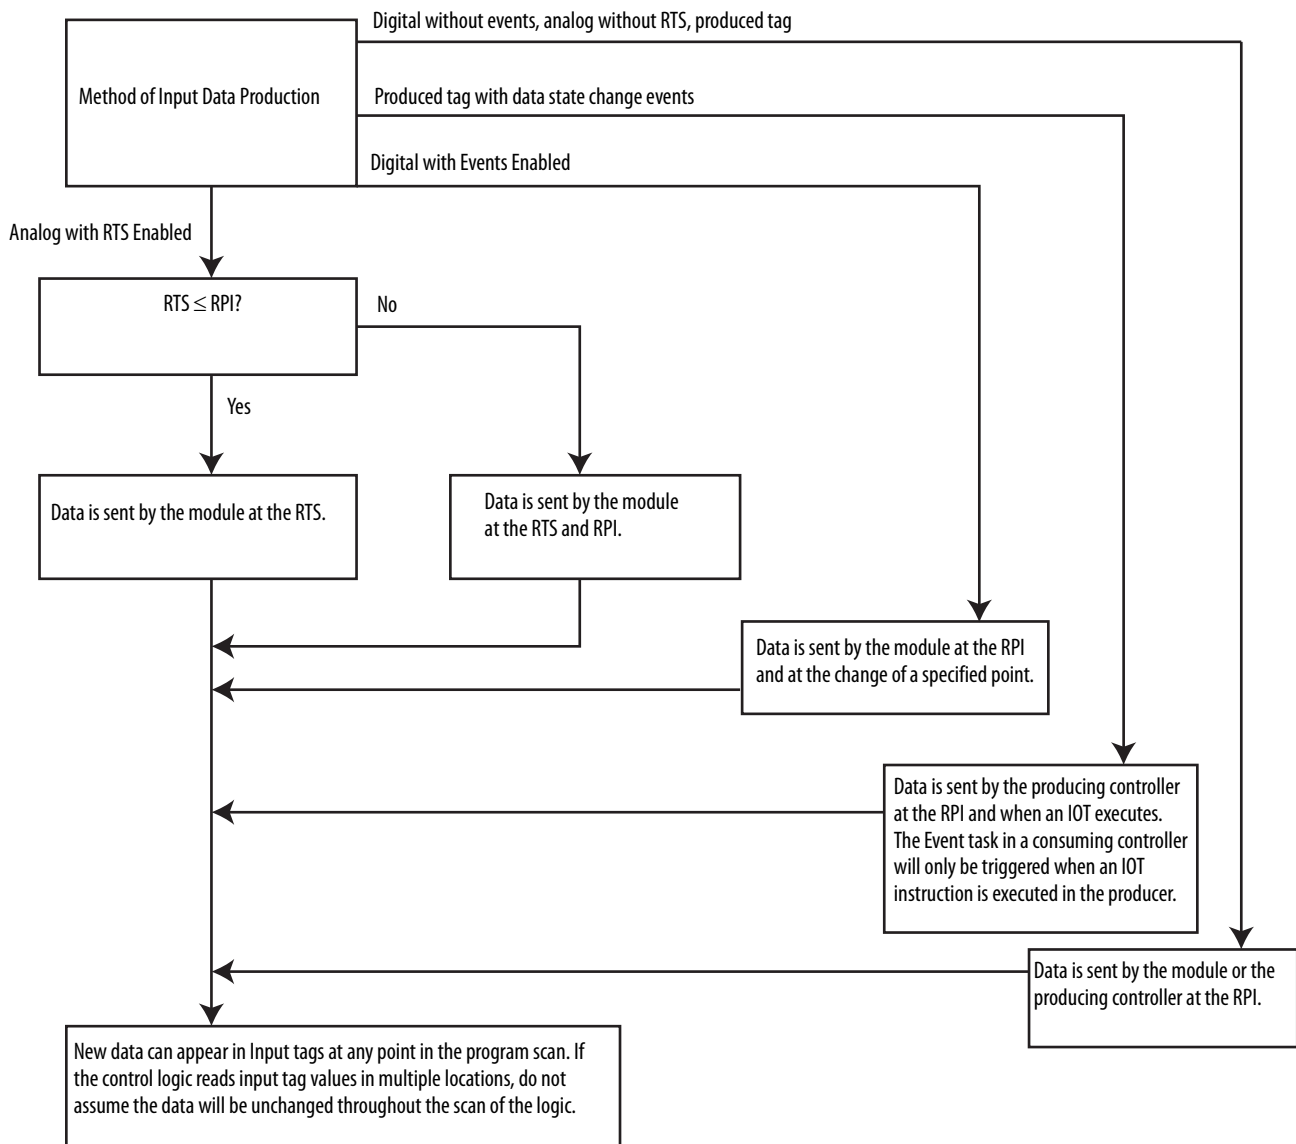 Digital without events, analog without RTS, produced tag
Method of Input Data Production
Produced tag with data state change events
Digital with Events Enabled
Analog with RTS Enabled
RTS ≤ RPI?
No
Yes
Data is sent by the module at the RTS.
Data is sent by the module
at the RTS and RPI.
Data is sent by the module at the RPI
and at the change of a specified point.
Data is sent by the producing controller
at the RPI and when an IOT executes.
The Event task in a consuming controller
will only be triggered when an IOT
instruction is executed in the producer.
Data is sent by the module or the
producing controller at the RPI.
New data can appear in Input tags at any point in the program scan. If
the control logic reads input tag values in multiple locations, do not
assume the data will be unchanged throughout the scan of the logic.